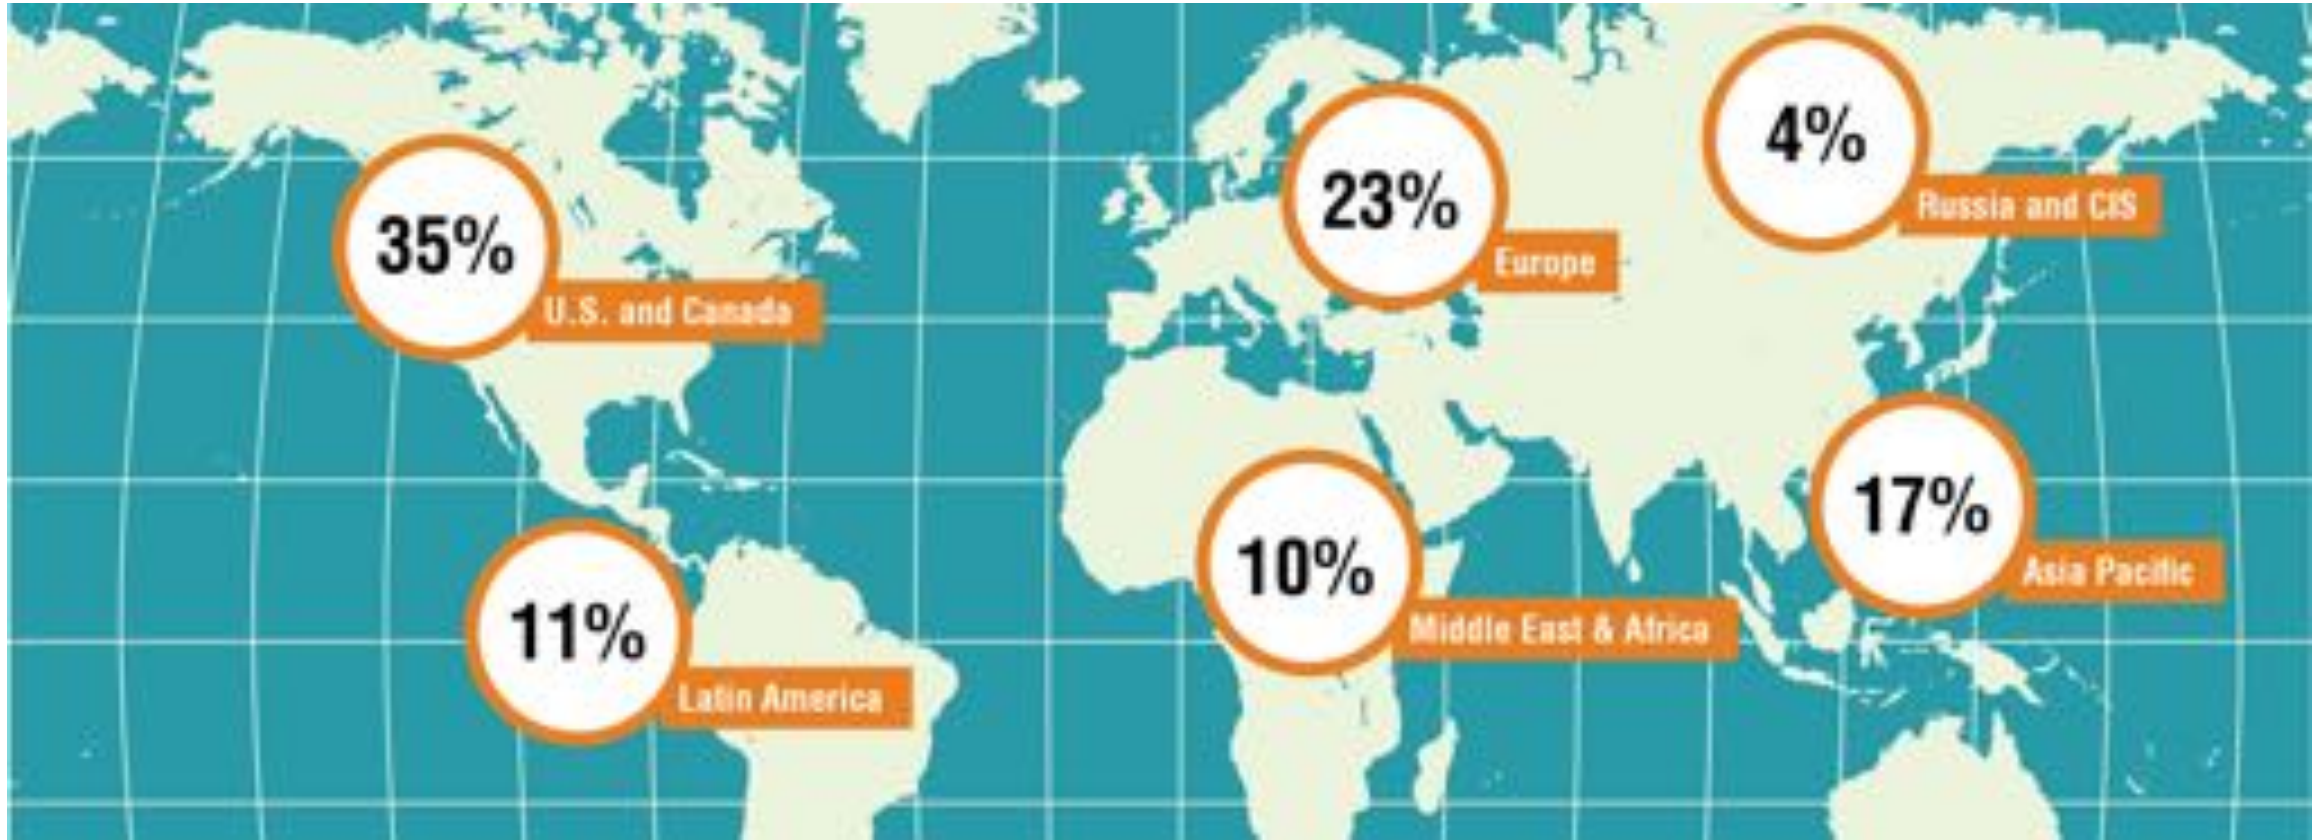 35%
U.S. and Canada
23%
Europe
4%
Russia and CIS
11%
Latin America
10%
Middle East & Africa
17%
Asia Pacific